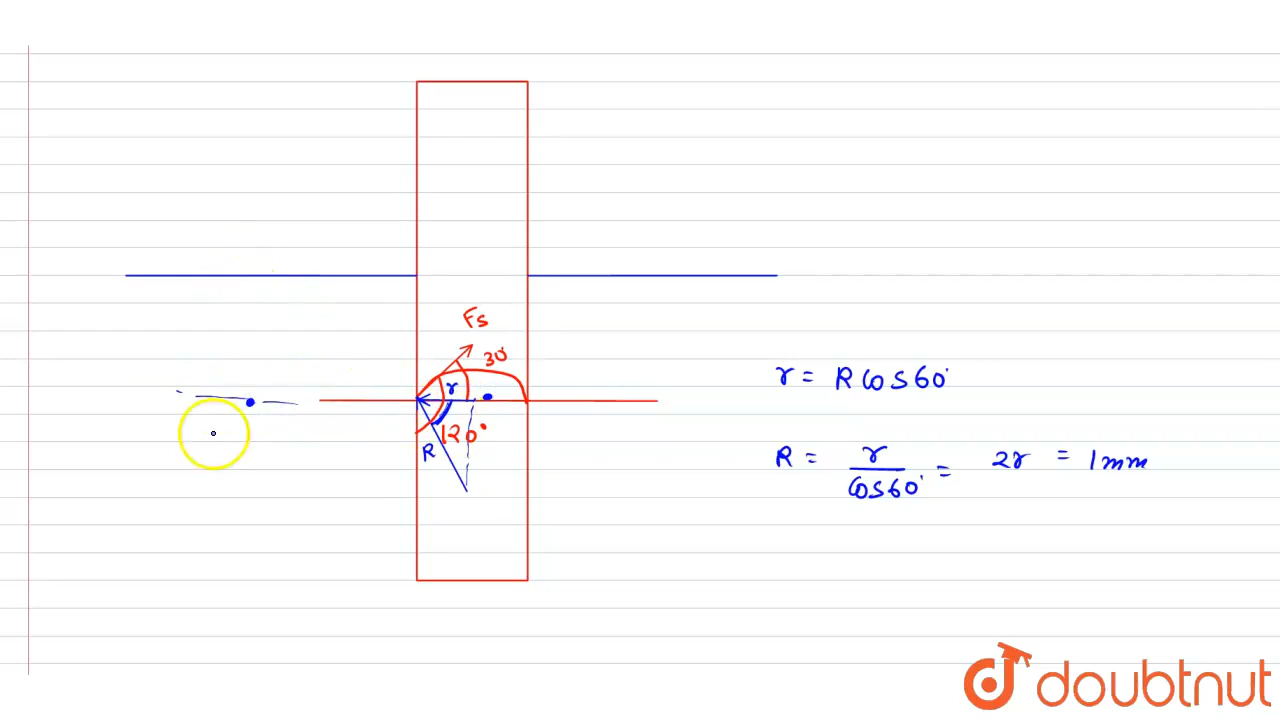 Fs
30°
r
120°
R
r = R cos 60°
R = r / cos 60° = 2r = 1mm
doubtnut